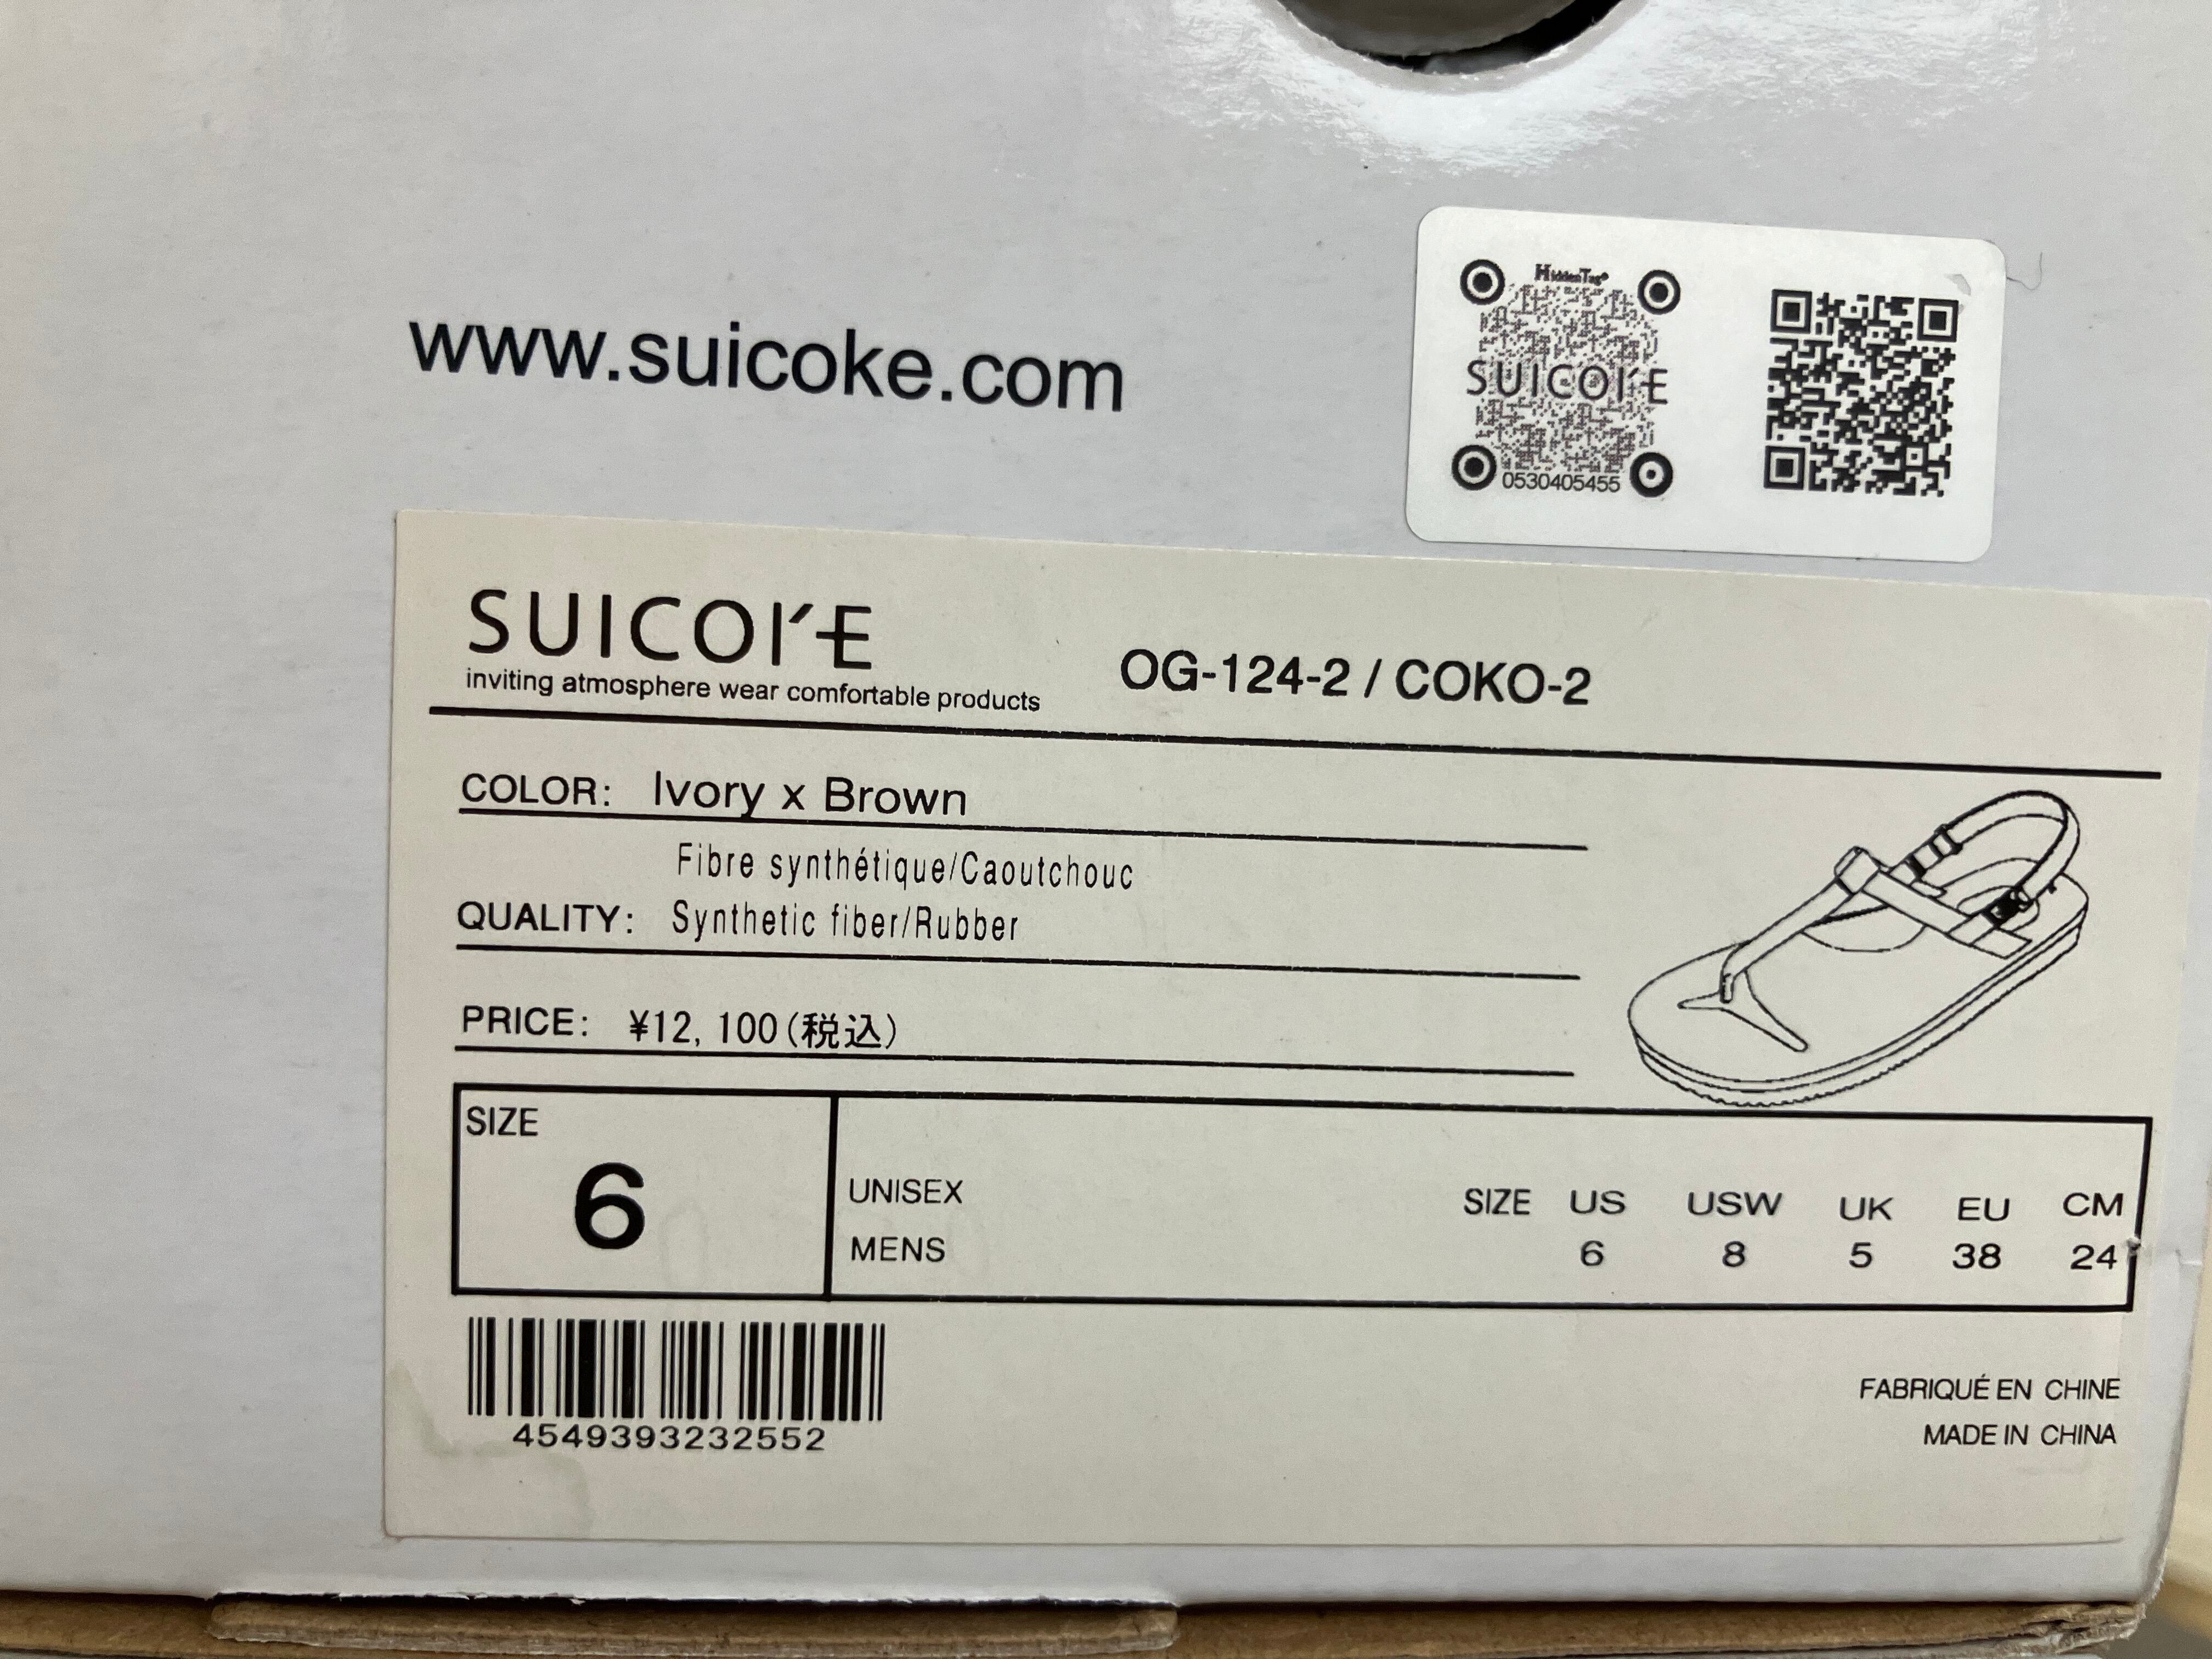 www.suicoke.com
HiddenTag®
SUICOKE
0530405455
SUICOKE
inviting atmosphere wear comfortable products
OG-124-2 / COKO-2
COLOR: Ivory x Brown
Fibre synthétique/Caoutchouc
QUALITY: Synthetic fiber/Rubber
PRICE: ¥12, 100(税込)
SIZE
6
UNISEX
MENS
SIZE US USW UK EU CM
6 8 5 38 24
4549393232552
FABRIQUÉ EN CHINE
MADE IN CHINA